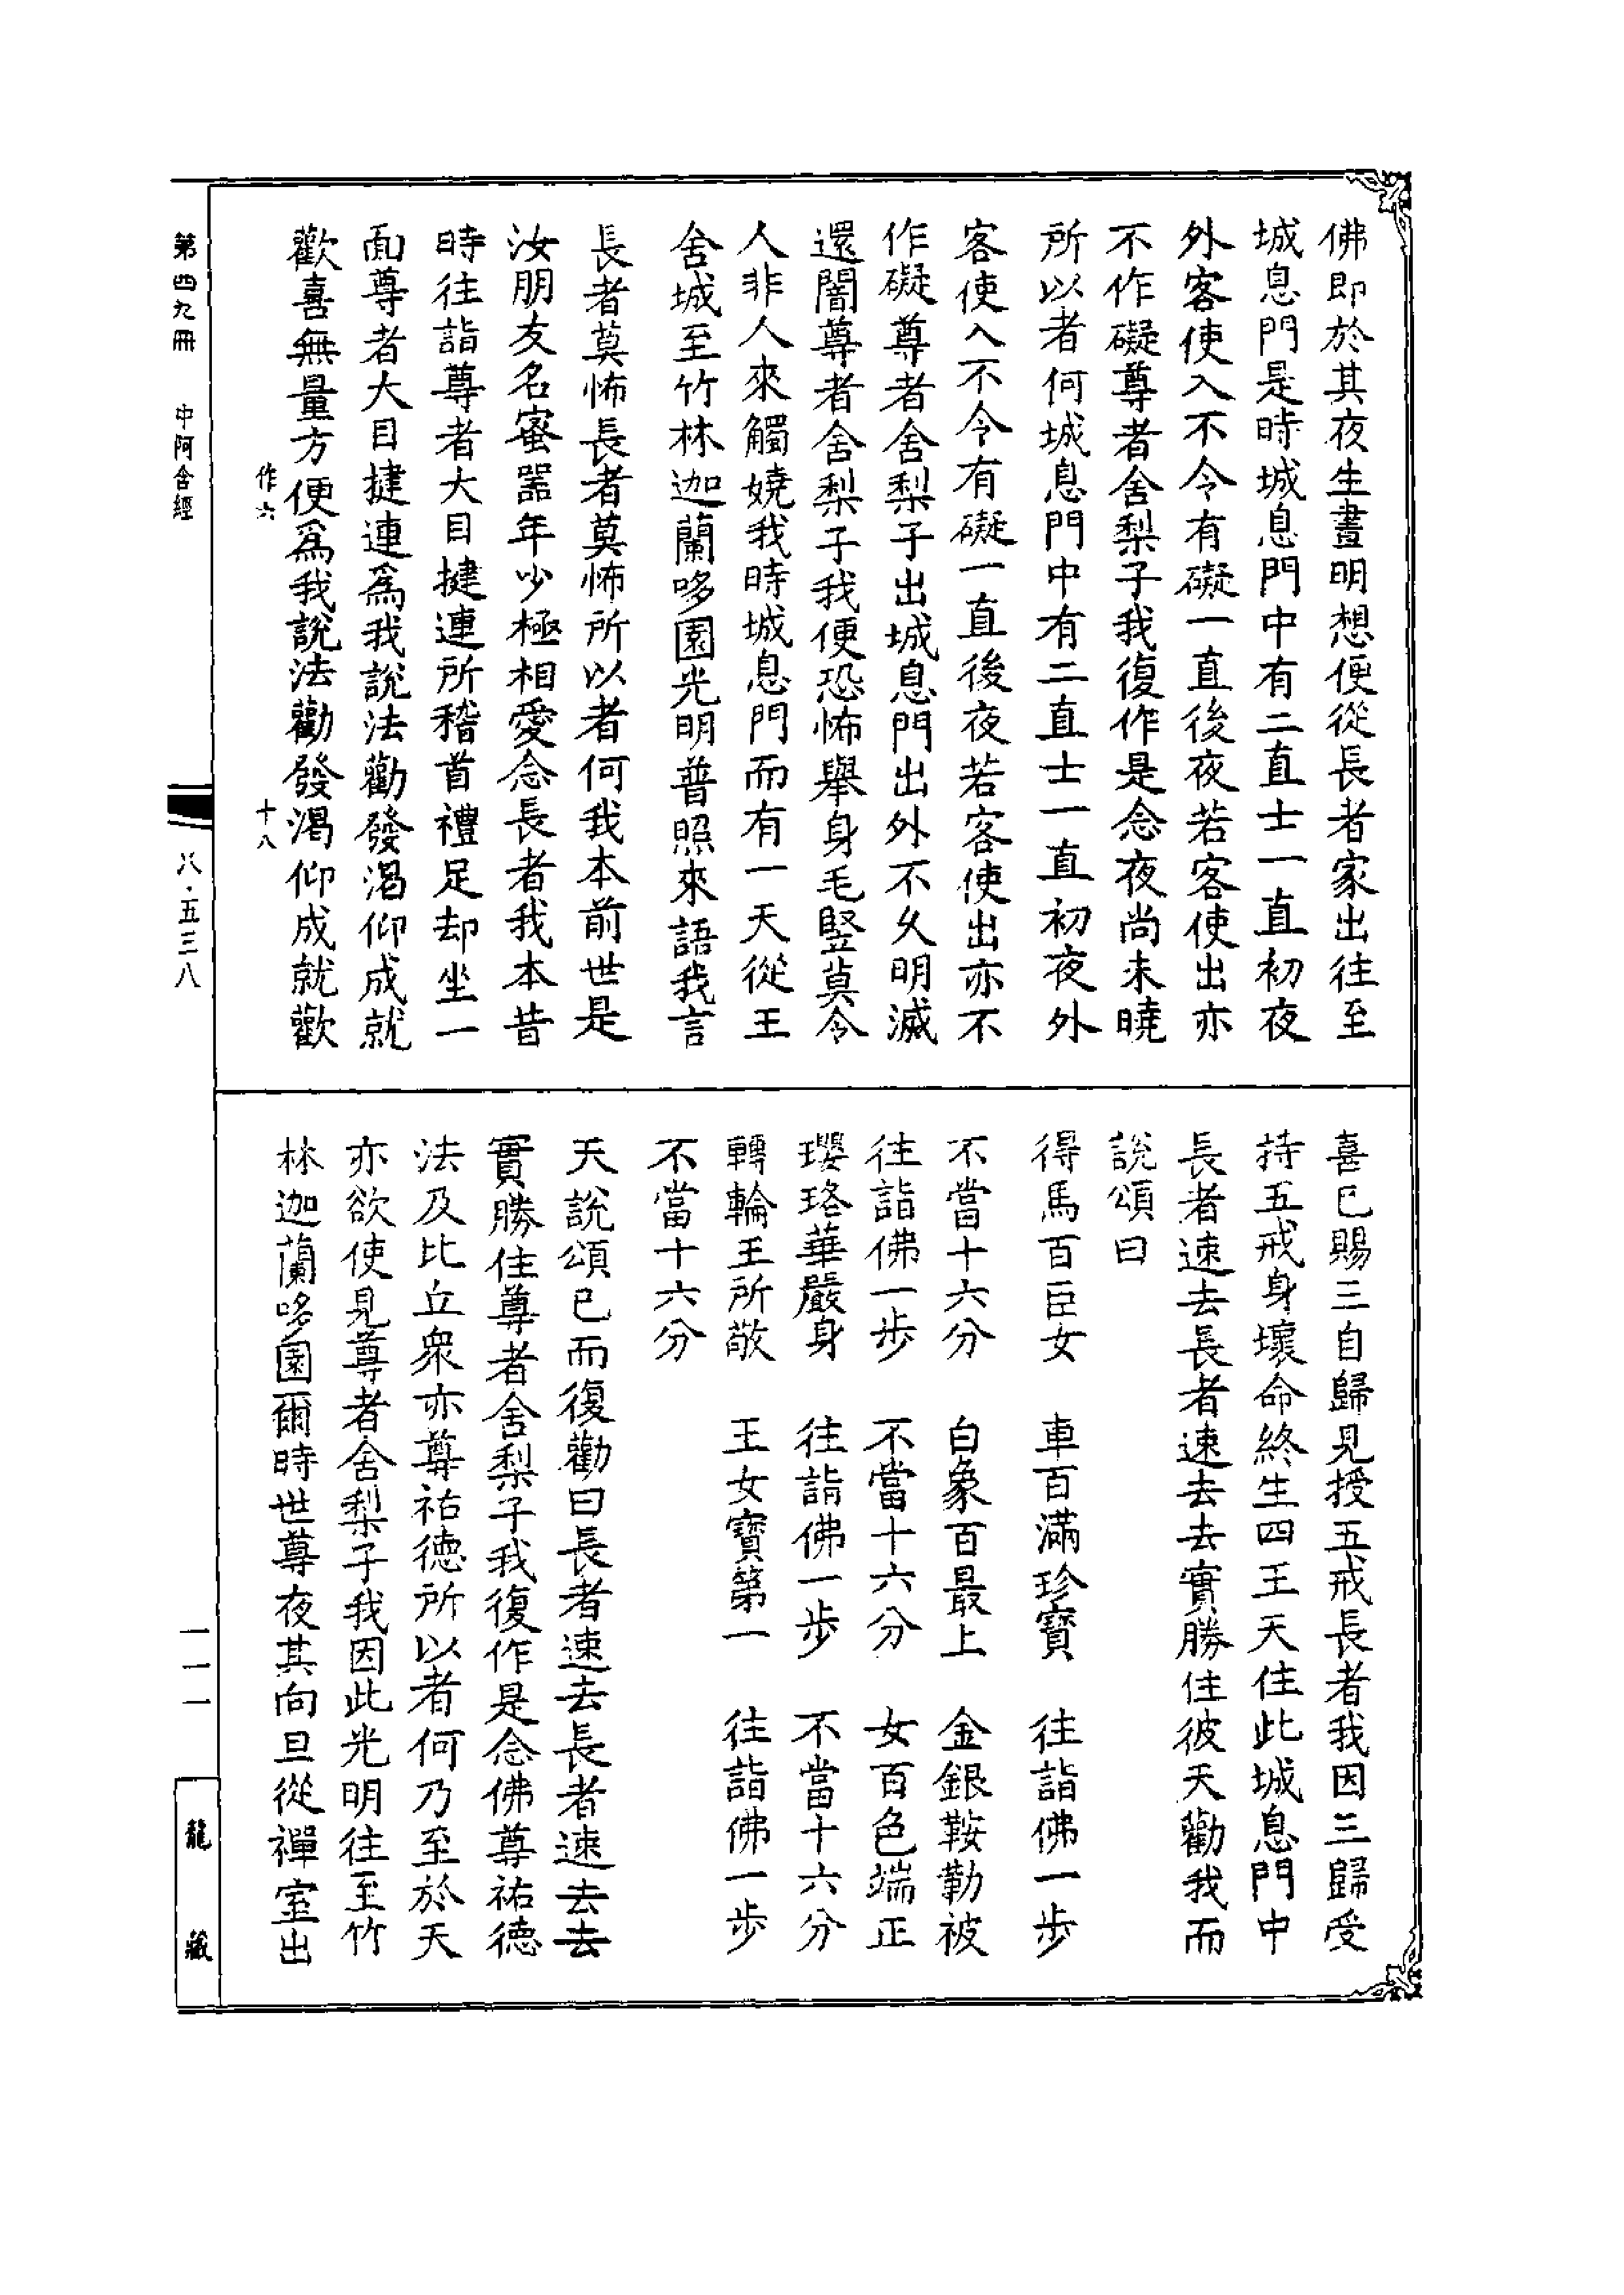 佛即於其夜生晝明想便從長者家出往至
城息門是時城息門中有二直士一直初夜
外客使入不令有礙一直後夜若客使出亦
不作礙尊者舍梨子我復作是念夜尚未曉
所以者何城息門中有二直士一直初夜外
客使入不令有礙一直後夜若客使出亦不
作礙尊者舍梨子出城息門出外不久明滅
還闇尊者舍梨子我便恐怖舉身毛竪莫令
人非人來觸嬈我時城息門而有一天從王
舍城至竹林迦蘭哆園光明普照來語我言
長者莫怖長者莫怖所以者何我本前世是
汝朋友名蜜噐年少極相愛念長者我本昔
時往詣尊者大目揵連所稽首禮足却坐一
面尊者大目揵連爲我說法勸發渴仰成就
歡喜無量方便爲我說法勸發渴仰成就歡
喜已賜三自歸見授五戒長者我因三歸受
持五戒身壞命終生四王天住此城息門中
長者速去長者速去去實勝住彼天勸我而
說頌曰
得馬百臣女　車百滿珍寶　往詣佛一步
不當十六分　白象百最上　金銀鞍勒被
往詣佛一步　不當十六分　女百色端正
瓔珞華嚴身　往詣佛一步　不當十六分
轉輪王所敬　王女寶第一　往詣佛一步
不當十六分
天說頌已而復勸曰長者速去長者速去去
實勝住尊者舍梨子我復作是念佛尊祐德
法及比丘衆亦尊祐德所以者何乃至於天
亦欲使見尊者舍梨子我因此光明往至竹
林迦蘭哆園爾時世尊夜其向旦從禪室出
作六　十八
第四九冊　中阿含經　八·五三八　一一一　龍藏